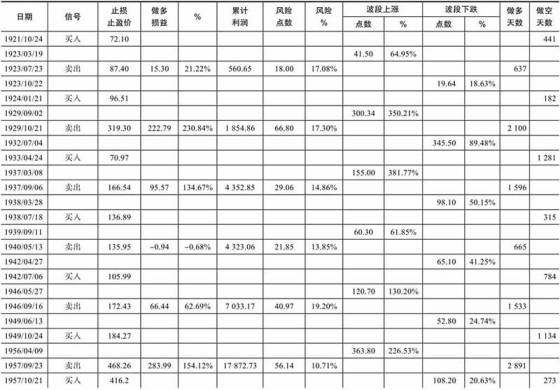 日期 信号 止损止盈价 做多损益 % 累计利润 风险点数 风险% 波段上涨 波段下跌 做多天数 做空天数
点数 % 点数 %
1921/10/24 买入 72.10 441
1923/03/19 41.50 64.95%
1923/07/23 卖出 87.40 15.30 21.22% 560.65 18.00 17.08% 637
1923/10/22 19.64 18.63%
1924/01/21 买入 96.51 182
1929/09/02 300.34 350.21%
1929/10/21 卖出 319.30 222.79 230.84% 1 854.86 66.80 17.30% 2 100
1932/07/04 345.50 89.48%
1933/04/24 买入 70.97 1 281
1937/03/08 155.00 381.77%
1937/09/06 卖出 166.54 95.57 134.67% 4 352.85 29.06 14.86% 1 596
1938/03/28 98.10 50.15%
1938/07/18 买入 136.89 315
1939/09/11 60.30 61.85%
1940/05/13 卖出 135.95 -0.94 -0.68% 4 323.06 21.85 13.85% 665
1942/04/27 65.10 41.25%
1942/07/06 买入 105.99 784
1946/05/27 120.70 130.20%
1946/09/16 卖出 172.43 66.44 62.69% 7 033.17 40.97 19.20% 1 533
1949/06/13 52.80 24.74%
1949/10/24 买入 184.27 1 134
1956/04/09 363.80 226.53%
1957/09/23 卖出 468.26 283.99 154.12% 17 872.73 56.14 10.71% 2 891
1957/10/21 买入 416.2 108.20 20.63% 273